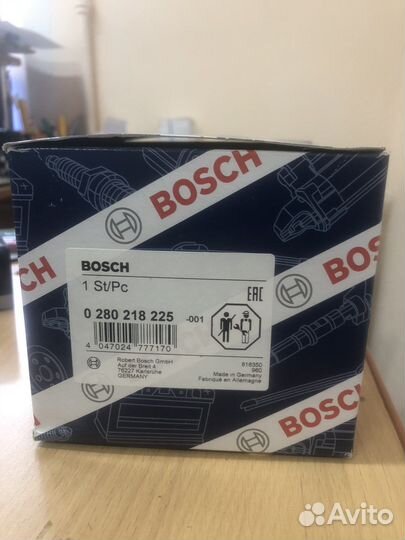 BOSCH
BOSCH
BOSCH
BOSCH
1 St/Pc
EAC
0 280 218 225 -001
4 047024 777170
Robert Bosch GmbH
Auf der Breit 4
76227 Karlsruhe
GERMANY
616350
960
Made in Germany
Fabriqué en Allemagne
BOSCH
Avito